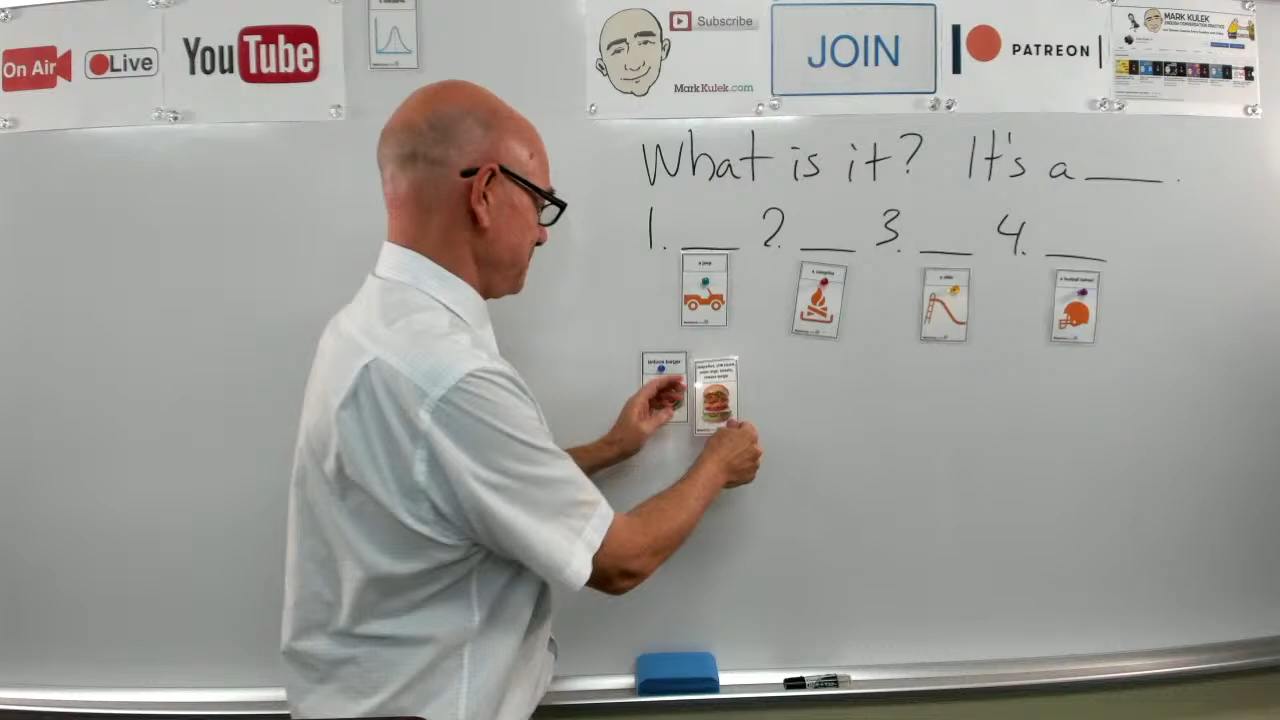 On Air
Live
YouTube
Subscribe
MarkKulek.com
JOIN
PATREON
MARK KULEK
What is it? It's a ___.
1. ___ 2. ___ 3. ___ 4. ___
a jeep
a campfire
a slide
a football helmet